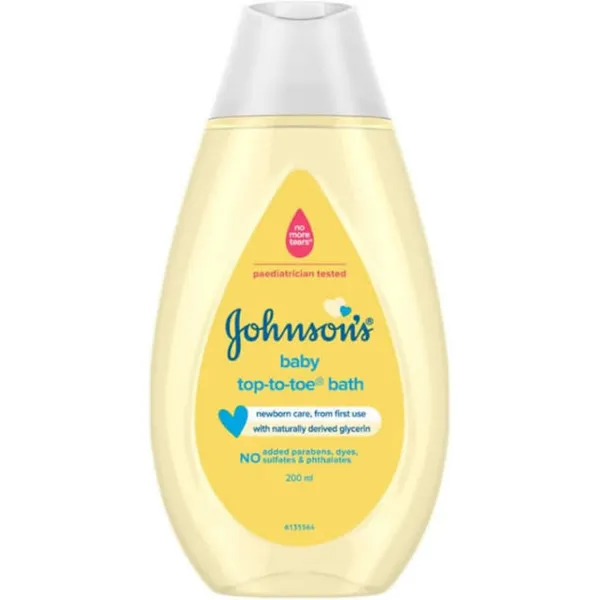 no
more
tears®
paediatrician tested
Johnson's®
baby
top-to-toe® bath
newborn care, from first use
with naturally derived glycerin
NO added parabens, dyes,
sulfates & phthalates
200 ml